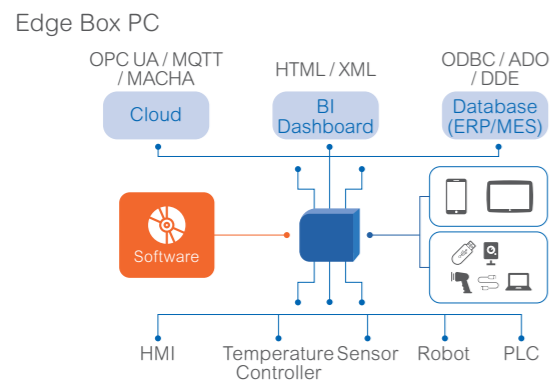 Edge Box PC
OPC UA / MQTT
/ MACHA
HTML / XML
ODBC / ADO
/ DDE
Cloud
BI
Dashboard
Database
(ERP/MES)
Software
HMI
Temperature
Controller
Sensor
Robot
PLC